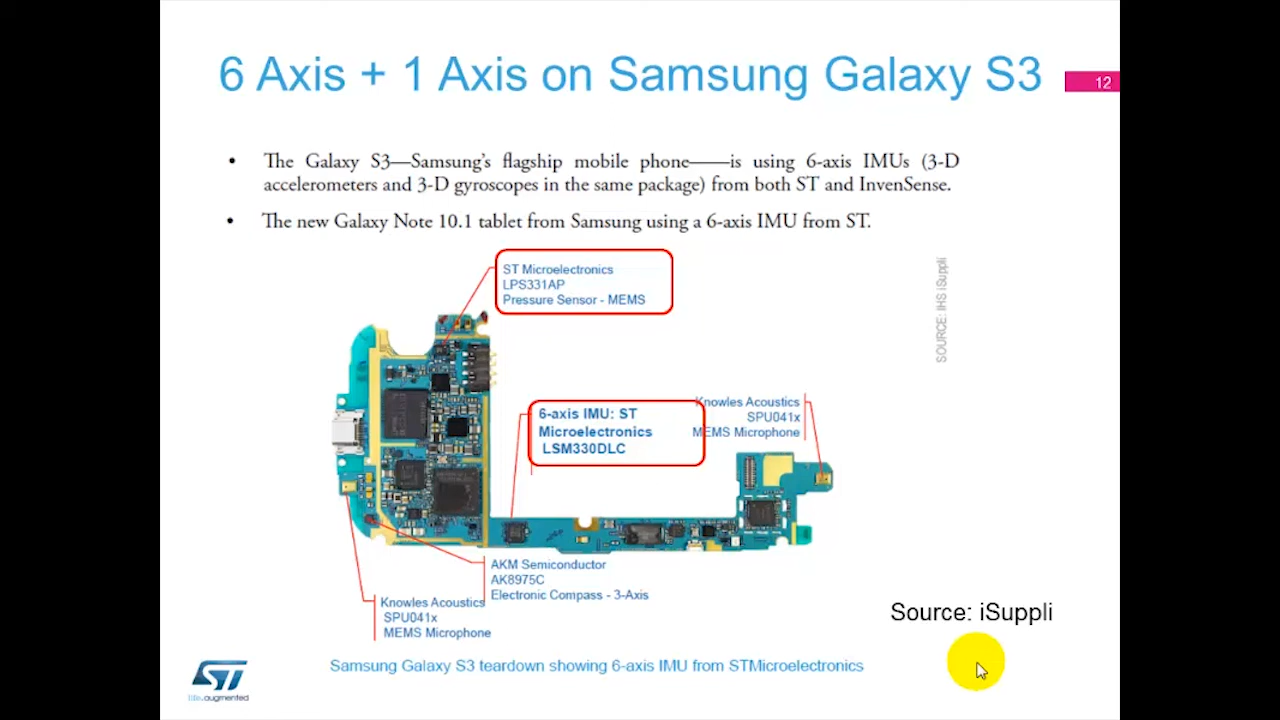 6 Axis + 1 Axis on Samsung Galaxy S3
12
• The Galaxy S3—Samsung's flagship mobile phone——is using 6-axis IMUs (3-D
accelerometers and 3-D gyroscopes in the same package) from both ST and InvenSense.
• The new Galaxy Note 10.1 tablet from Samsung using a 6-axis IMU from ST.
ST Microelectronics
LPS331AP
Pressure Sensor - MEMS
SOURCE: IHS iSuppli
6-axis IMU: ST
Microelectronics
LSM330DLC
Knowles Acoustics
SPU041x
MEMS Microphone
AKM Semiconductor
AK8975C
Electronic Compass - 3-Axis
Knowles Acoustics
SPU041x
MEMS Microphone
Source: iSuppli
Samsung Galaxy S3 teardown showing 6-axis IMU from STMicroelectronics
ST
life.augmented